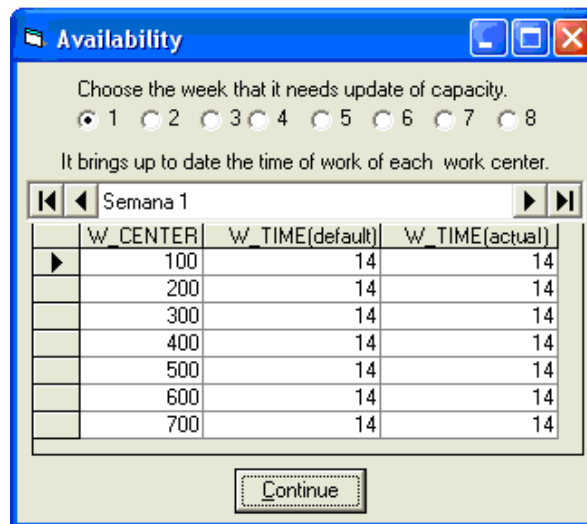 Availability
Choose the week that it needs update of capacity.
1 2 3 4 5 6 7 8
It brings up to date the time of work of each work center.
Semana 1
W_CENTER W_TIME(default) W_TIME(actual)
100 14 14
200 14 14
300 14 14
400 14 14
500 14 14
600 14 14
700 14 14
Continue